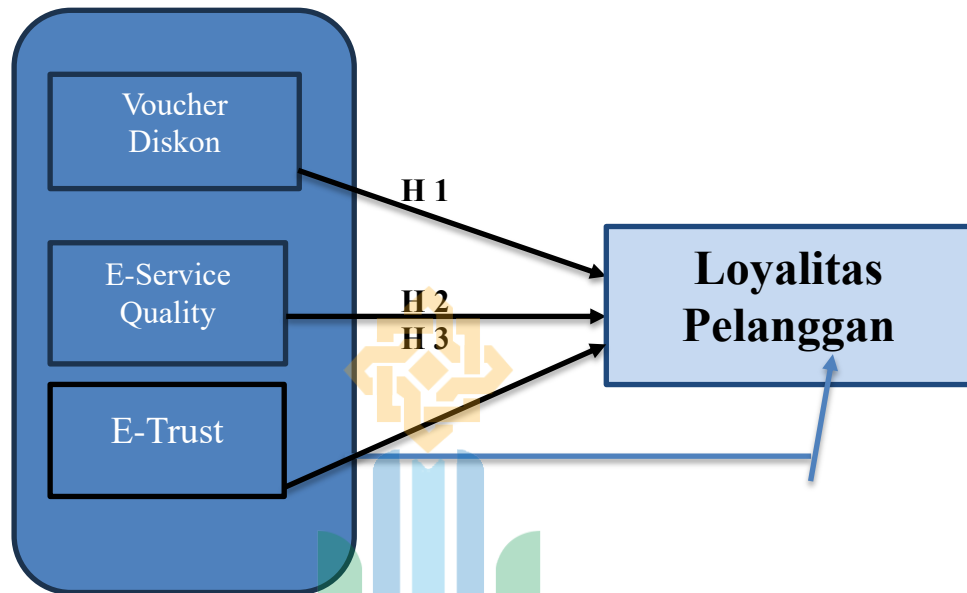 Voucher
Diskon
H 1
E-Service
Quality
H 2
H 3
E-Trust
Loyalitas
Pelanggan